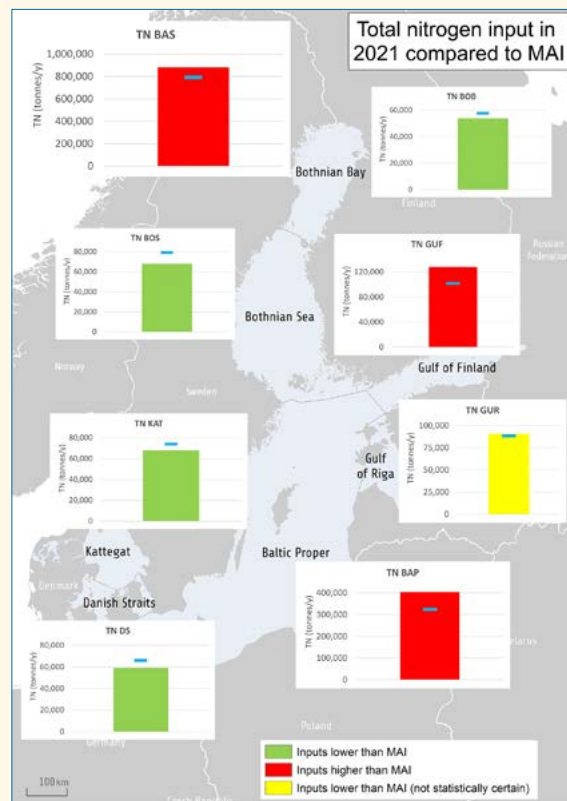 Total nitrogen input in
2021 compared to MAI
TN BAS
TN (tonnes/y)
1,000,000
800,000
600,000
400,000
200,000
0
TN BOB
TN (tonnes/y)
60,000
40,000
20,000
0
Bothnian Bay
Finland
Russian
Federation
TN BOS
TN (tonnes/y)
80,000
60,000
40,000
20,000
0
TN GUF
TN (tonnes/y)
120,000
80,000
40,000
0
Bothnian Sea
Gulf of Finland
Norway
Sweden
TN KAT
TN (tonnes/y)
80,000
60,000
40,000
20,000
0
TN GUR
TN (tonnes/y)
100,000
75,000
50,000
25,000
0
Gulf
of Riga
Kattegat
Baltic Proper
Denmark
Danish Straits
TN BAP
TN (tonnes/y)
400,000
300,000
200,000
100,000
0
TN DS
TN (tonnes/y)
80,000
60,000
40,000
20,000
0
Germany
Poland
Inputs lower than MAI
Inputs higher than MAI
Inputs lower than MAI (not statistically certain)
100 km
Czech Republic